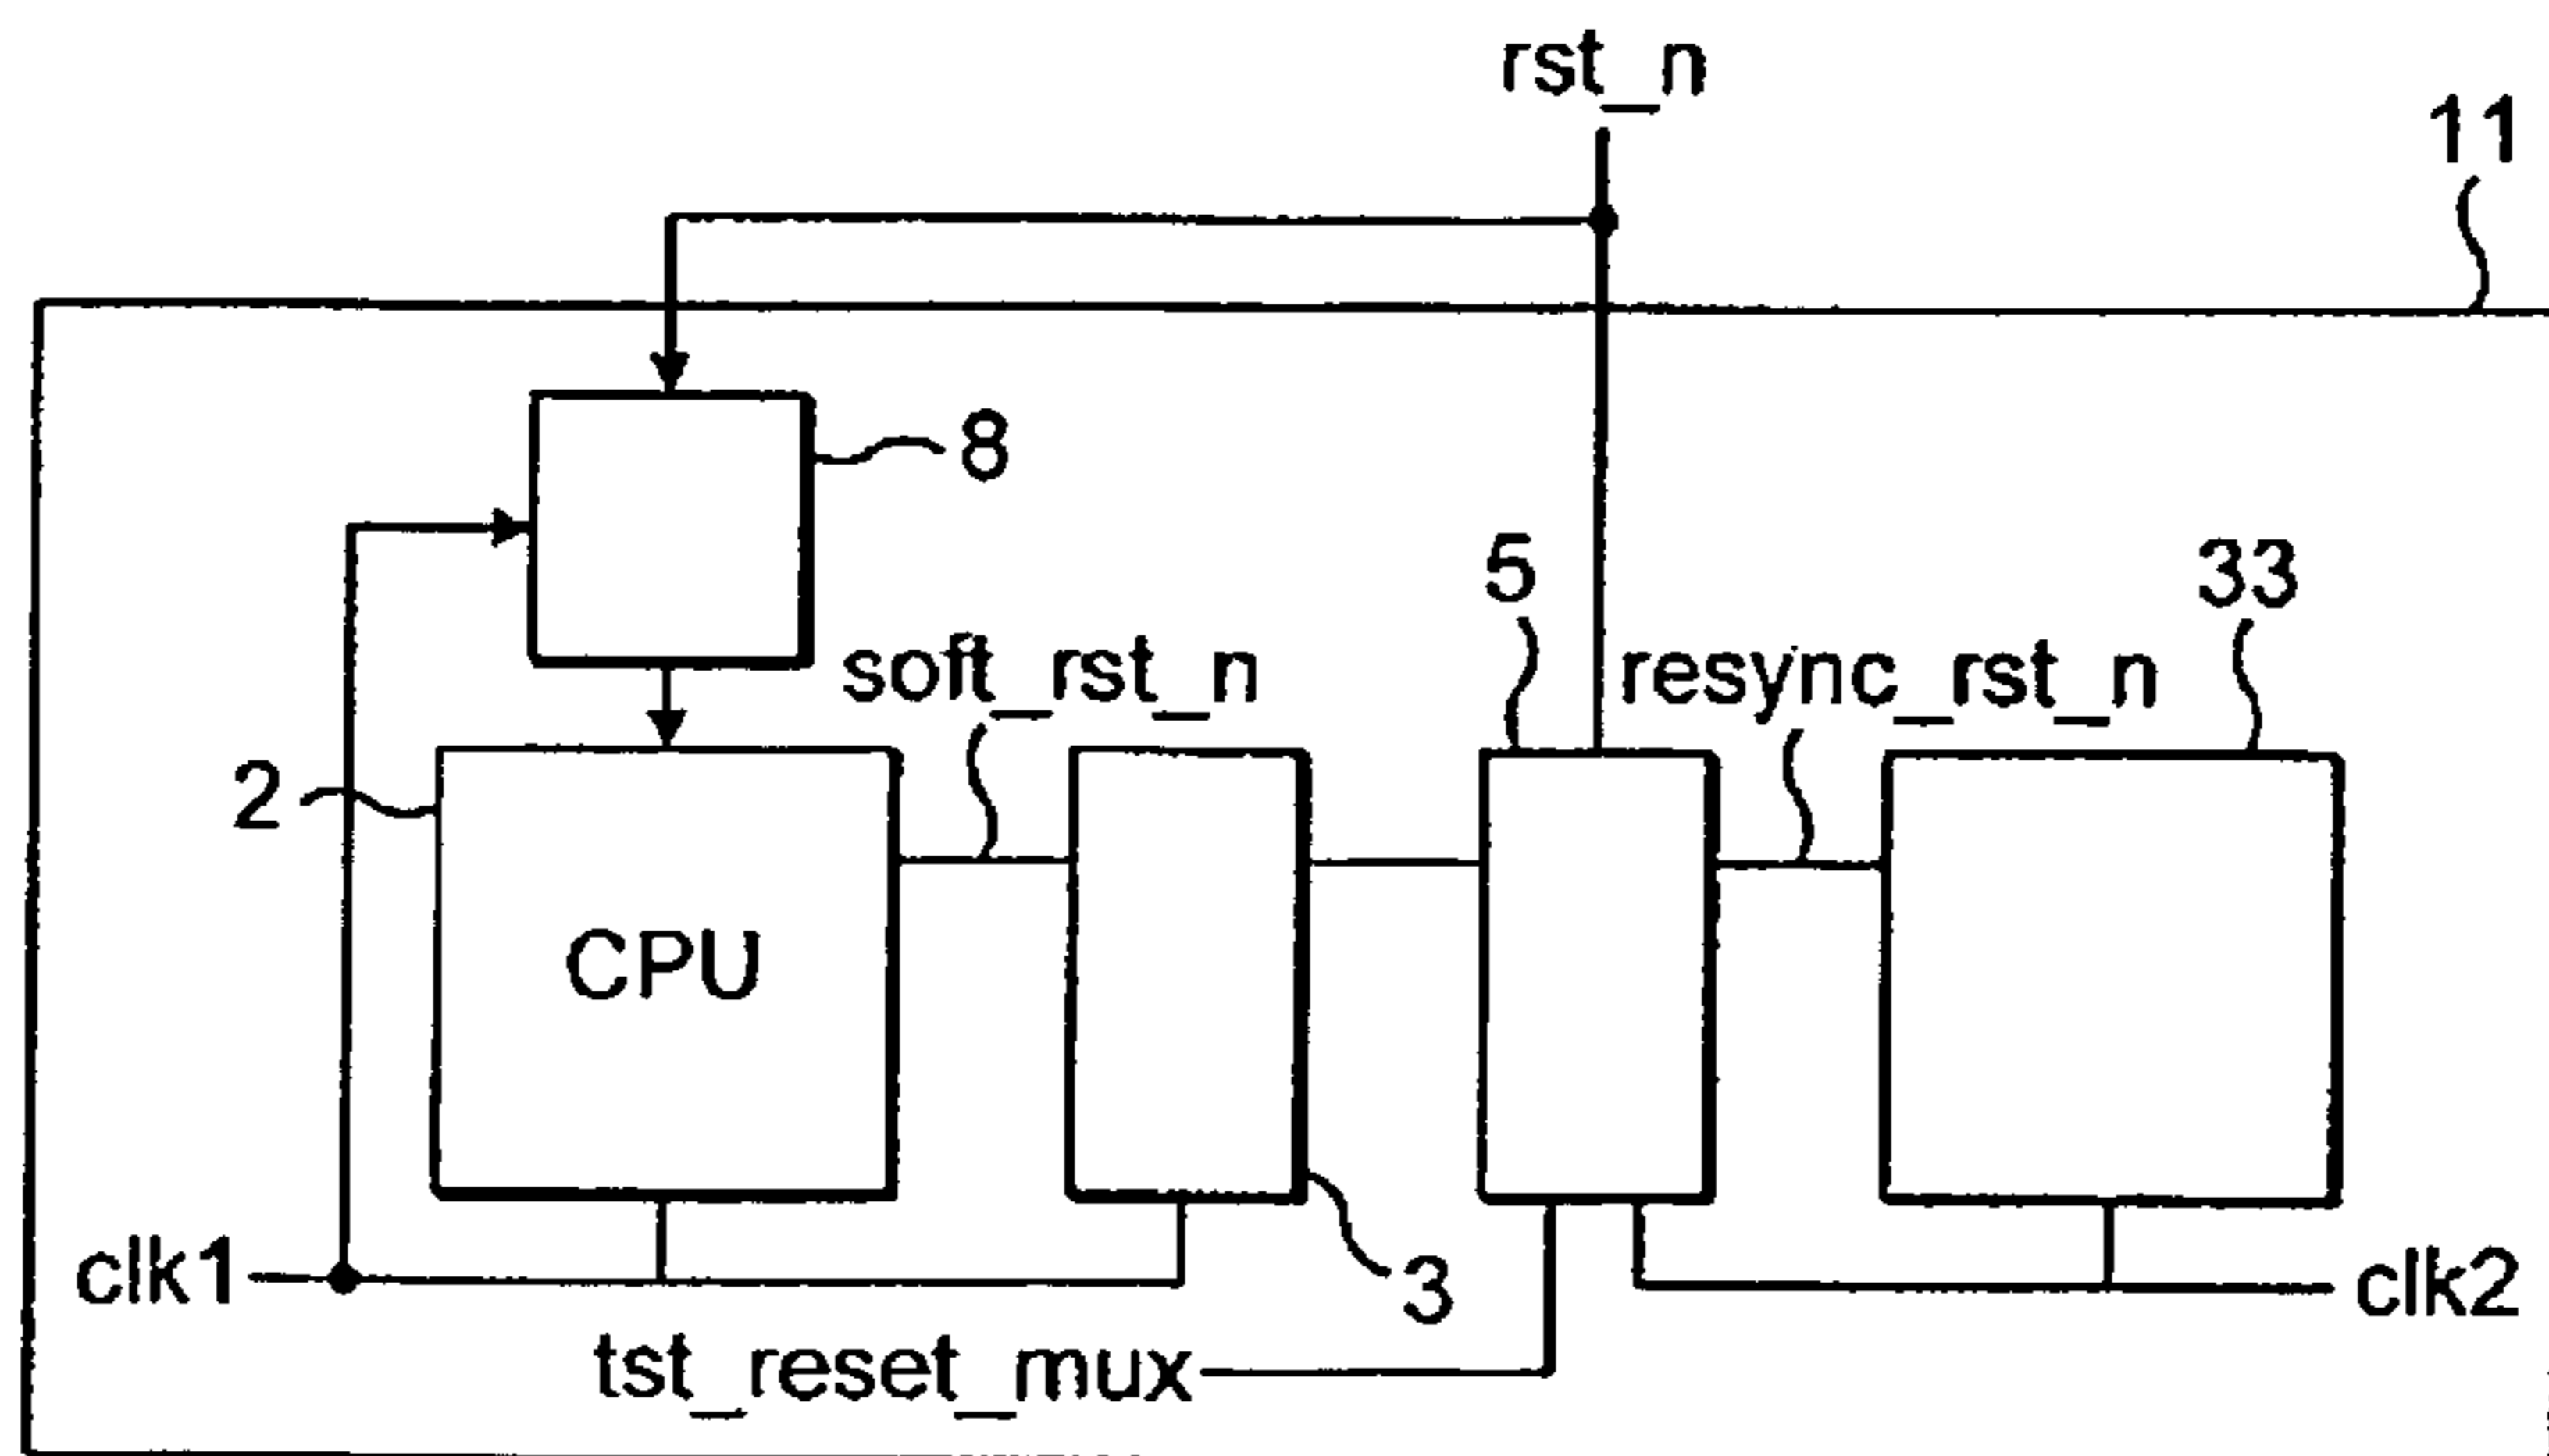 rst_n
11
8
5
33
soft_rst_n
resync_rst_n
2
CPU
clk1
3
clk2
tst_reset_mux